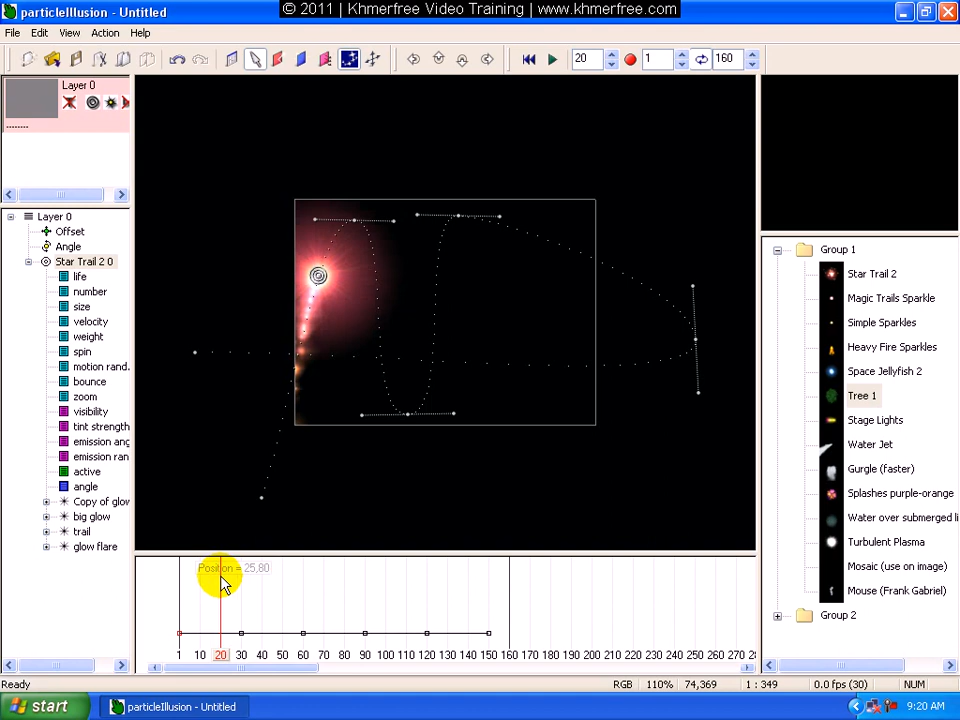 particleIllusion - Untitled
© 2011 | Khmerfree Video Training | www.khmerfree.com
File Edit View Action Help
20 1 160
Layer 0
Layer 0
Offset
Angle
Star Trail 2 0
life
number
size
velocity
weight
spin
motion rand.
bounce
zoom
visibility
tint strength
emission ang
emission ran
active
angle
Copy of glow
big glow
trail
glow flare
Position = 25,80
1 10 20 30 40 50 60 70 80 90 100 110 120 130 140 150 160 170 180 190 200 210 220 230 240 250 260 270 28
Group 1
Star Trail 2
Magic Trails Sparkle
Simple Sparkles
Heavy Fire Sparkles
Space Jellyfish 2
Tree 1
Stage Lights
Water Jet
Gurgle (faster)
Splashes purple-orange
Water over submerged li
Turbulent Plasma
Mosaic (use on image)
Mouse (Frank Gabriel)
Group 2
Ready RGB 110% 74,369 1 : 349 0.0 fps (30) NUM
start particleIllusion - Untitled 9:20 AM